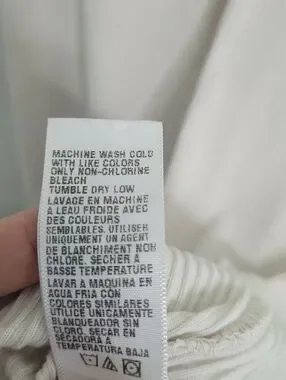 MACHINE WASH COLD
WITH LIKE COLORS
ONLY NON-CHLORINE
BLEACH
TUMBLE DRY LOW
LAVAGE EN MACHINE
A LEAU FROIDE AVEC
DES COULEURS
SEMBLABLES. UTILISER
UNIQUEMENT UN AGENT
DE BLANCHIMENT NON
CHLORE. SECHER A
BASSE TEMPERATURE
LAVAR A MAQUINA EN
AGUA FRIA CON
COLORES SIMILARES
UTILICE UNICAMENTE
BLANQUEADOR SIN
CLORO. SECAR EN
SECADORA A
TEMPERATURA BAJA